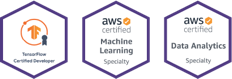 TensorFlow
Certified Developer
aws
certified
Machine
Learning
Specialty
aws
certified
Data Analytics
Specialty